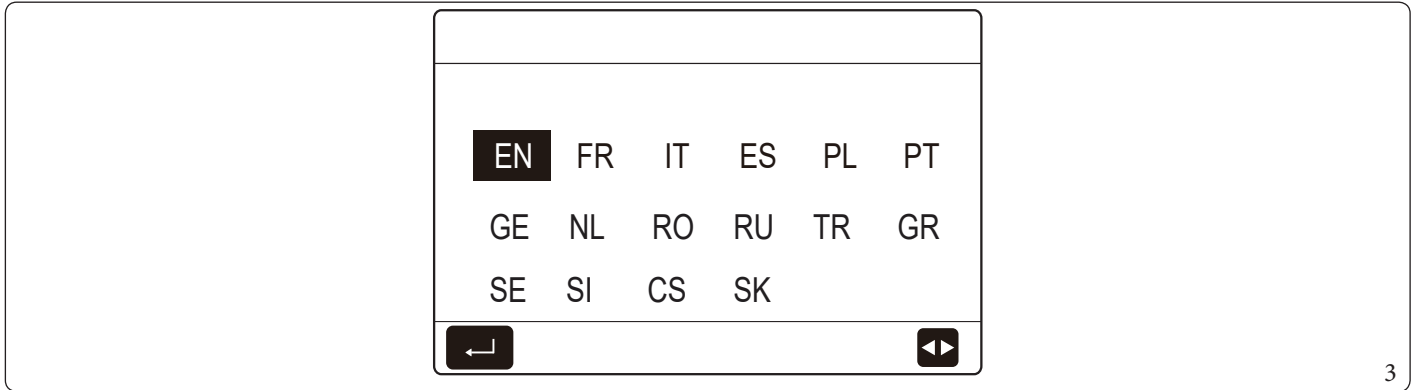 EN FR IT ES PL PT
GE NL RO RU TR GR
SE SI CS SK
3